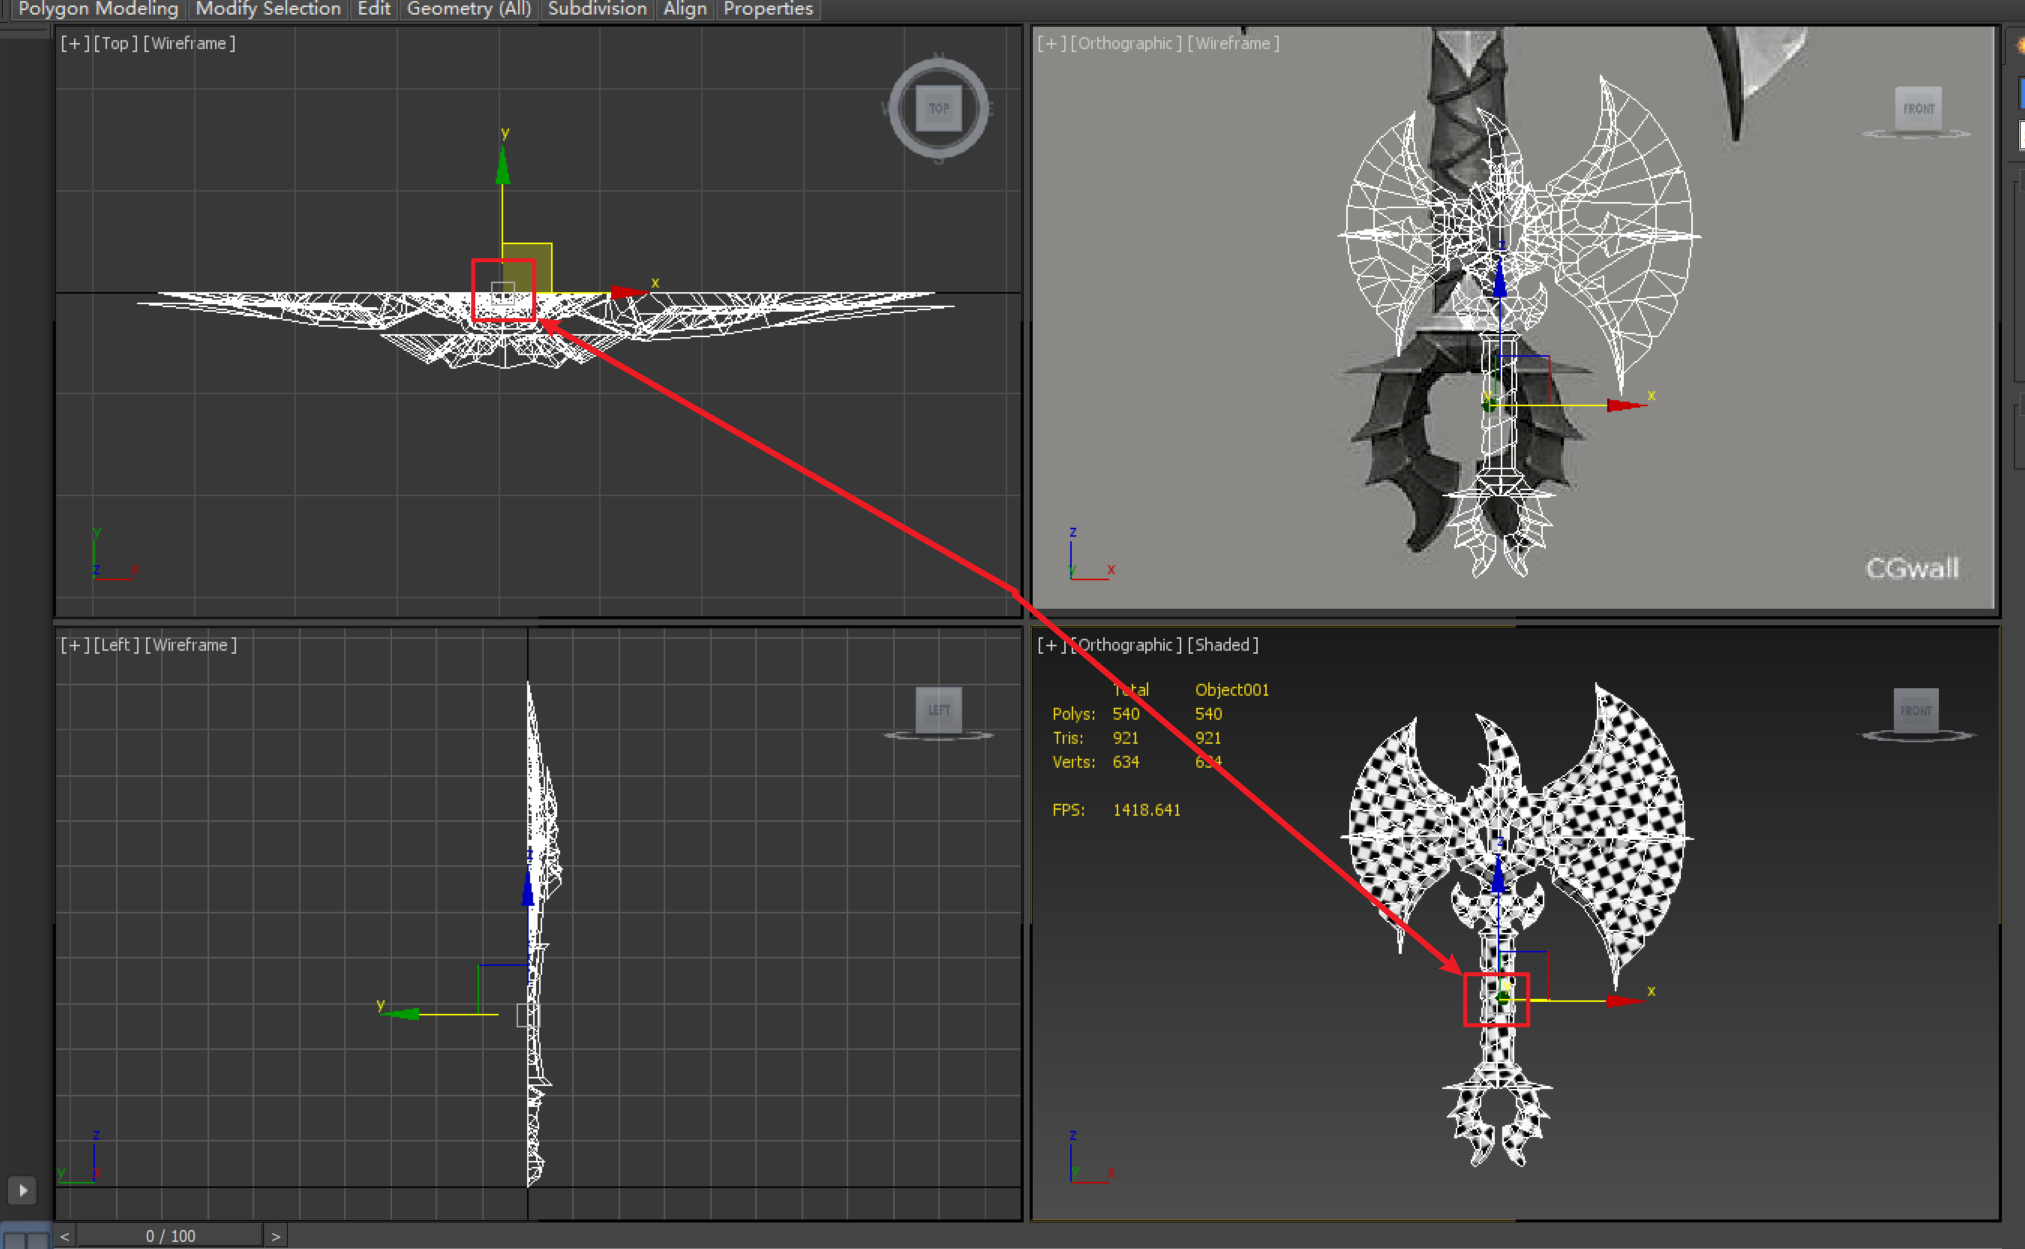 Polygon Modeling Modify Selection Edit Geometry (All) Subdivision Align Properties
[+] [Top] [Wireframe]
[+] [Orthographic] [Wireframe]
TOP
N
S
FRONT
y
x
z
x
y
y
z
x
z
y
x
CGwall
[+] [Left] [Wireframe]
[+] [Orthographic] [Shaded]
LEFT
FRONT
Total Object001
Polys: 540 540
Tris: 921 921
Verts: 634 634
FPS: 1418.641
z
y
z
x
z
y
x
z
y
x
< 0 / 100 >